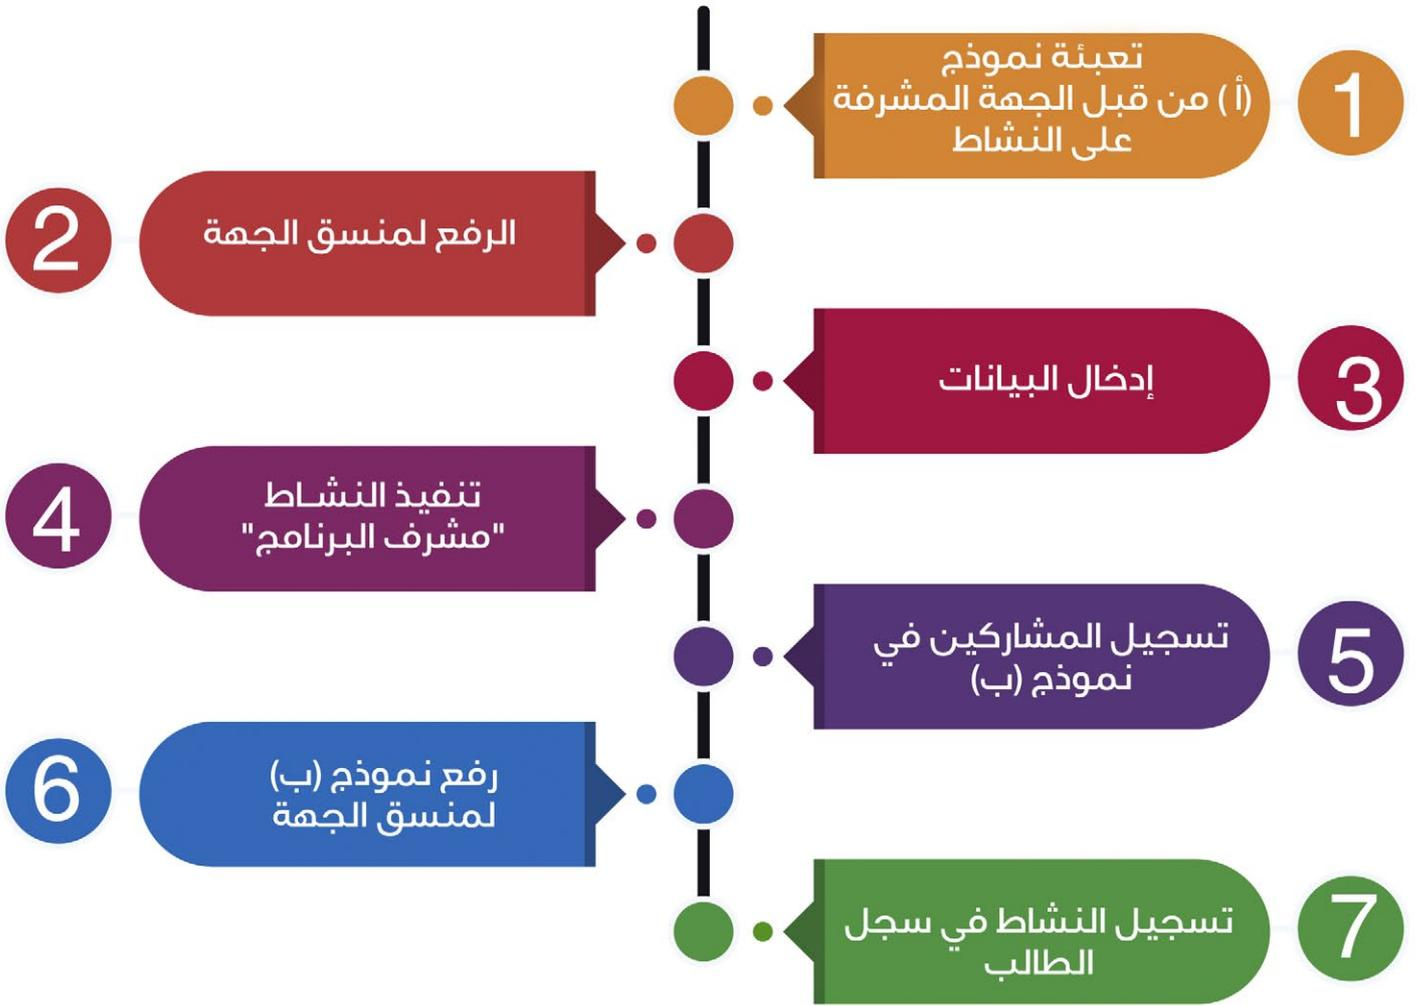 1
تعبئة نموذج
(أ) من قبل الجهة المشرفة
على النشاط
2
الرفع لمنسق الجهة
3
إدخال البيانات
4
تنفيذ النشاط
"مشرف البرنامج"
5
تسجيل المشاركين في
نموذج (ب)
6
رفع نموذج (ب)
لمنسق الجهة
7
تسجيل النشاط في سجل
الطالب